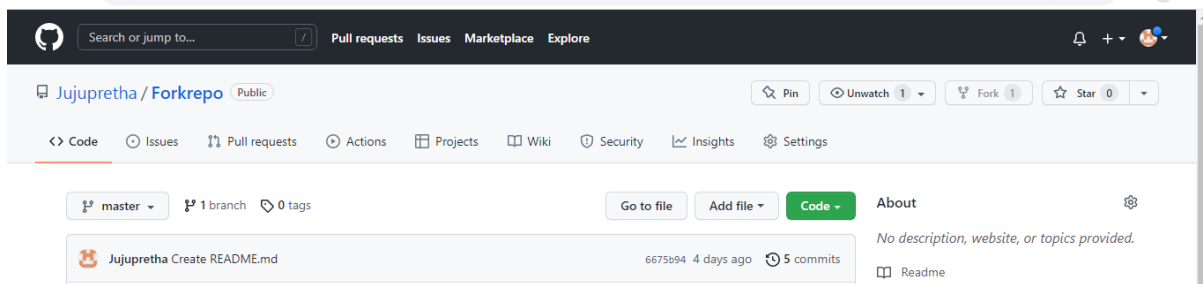 Search or jump to... / Pull requests Issues Marketplace Explore
Jujupretha / Forkrepo Public Pin Unwatch 1 Fork 1 Star 0
<> Code Issues Pull requests Actions Projects Wiki Security Insights Settings
master 1 branch 0 tags Go to file Add file Code About
No description, website, or topics provided.
Jujupretha Create README.md 6675b94 4 days ago 5 commits
Readme